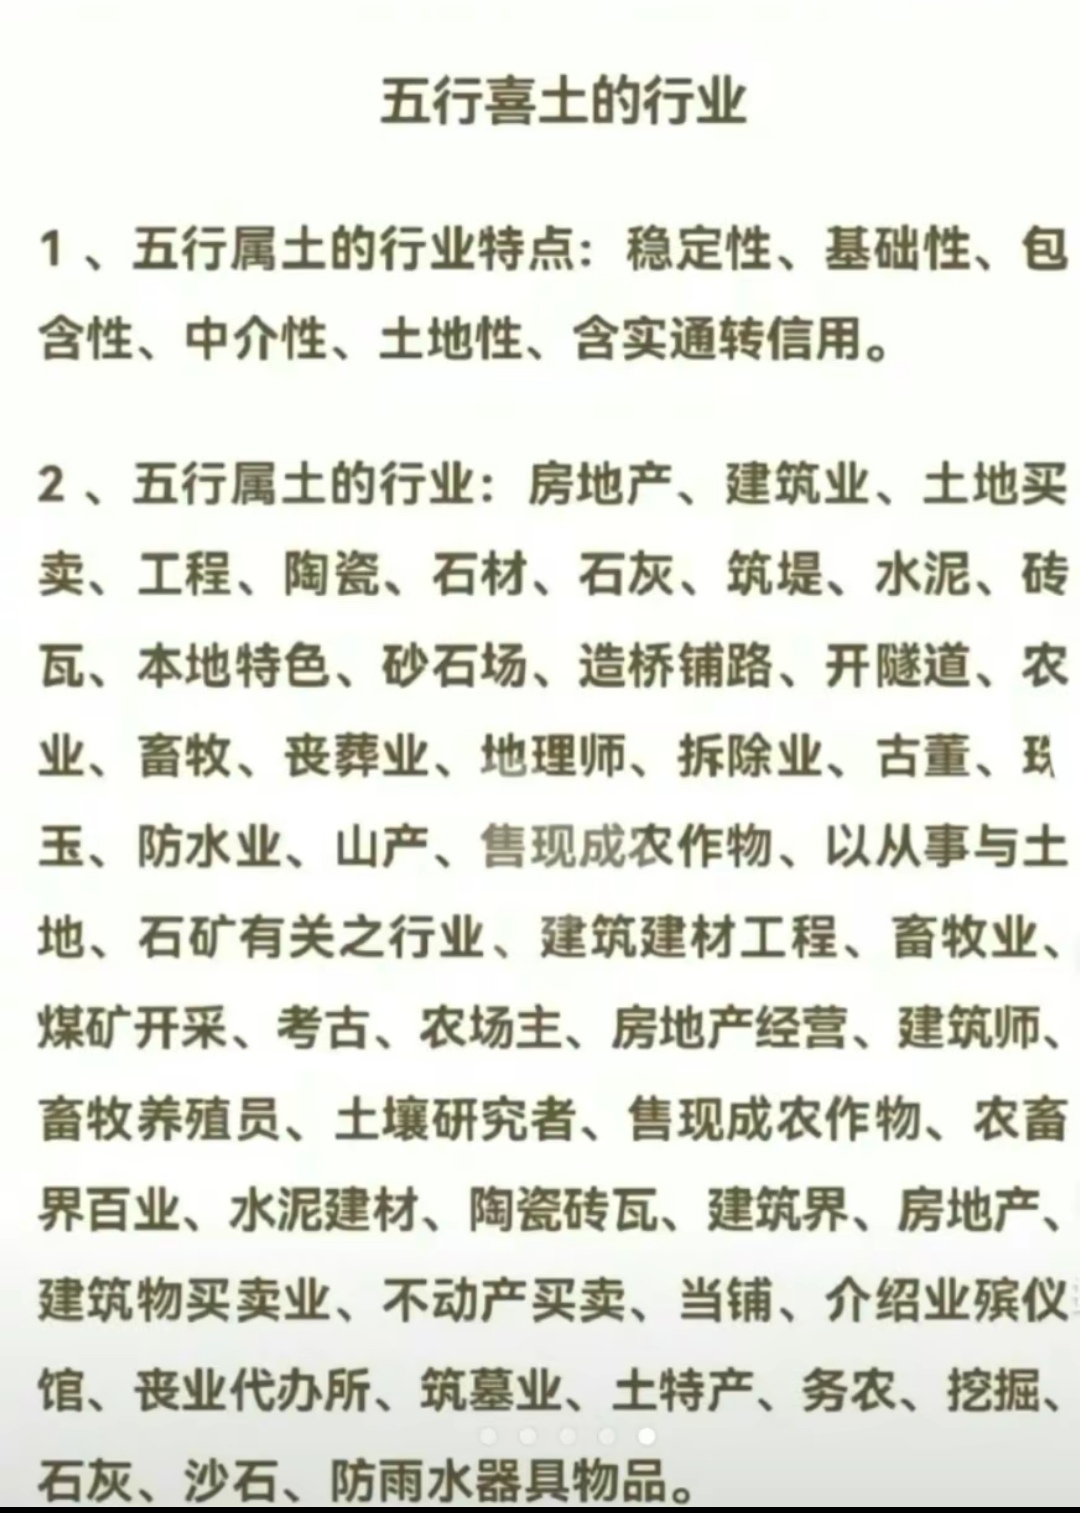 五行喜土的行业
1、五行属土的行业特点：稳定性、基础性、包
含性、中介性、土地性、含实通转信用。
2、五行属土的行业：房地产、建筑业、土地买
卖、工程、陶瓷、石材、石灰、筑堤、水泥、砖
瓦、本地特色、砂石场、造桥铺路、开隧道、农
业、畜牧、丧葬业、地理师、拆除业、古董、珠
玉、防水业、山产、售现成农作物、以从事与土
地、石矿有关之行业、建筑建材工程、畜牧业、
煤矿开采、考古、农场主、房地产经营、建筑师、
畜牧养殖员、土壤研究者、售现成农作物、农畜
界百业、水泥建材、陶瓷砖瓦、建筑界、房地产、
建筑物买卖业、不动产买卖、当铺、介绍业殡仪
馆、丧业代办所、筑墓业、土特产、务农、挖掘、
石灰、沙石、防雨水器具物品。